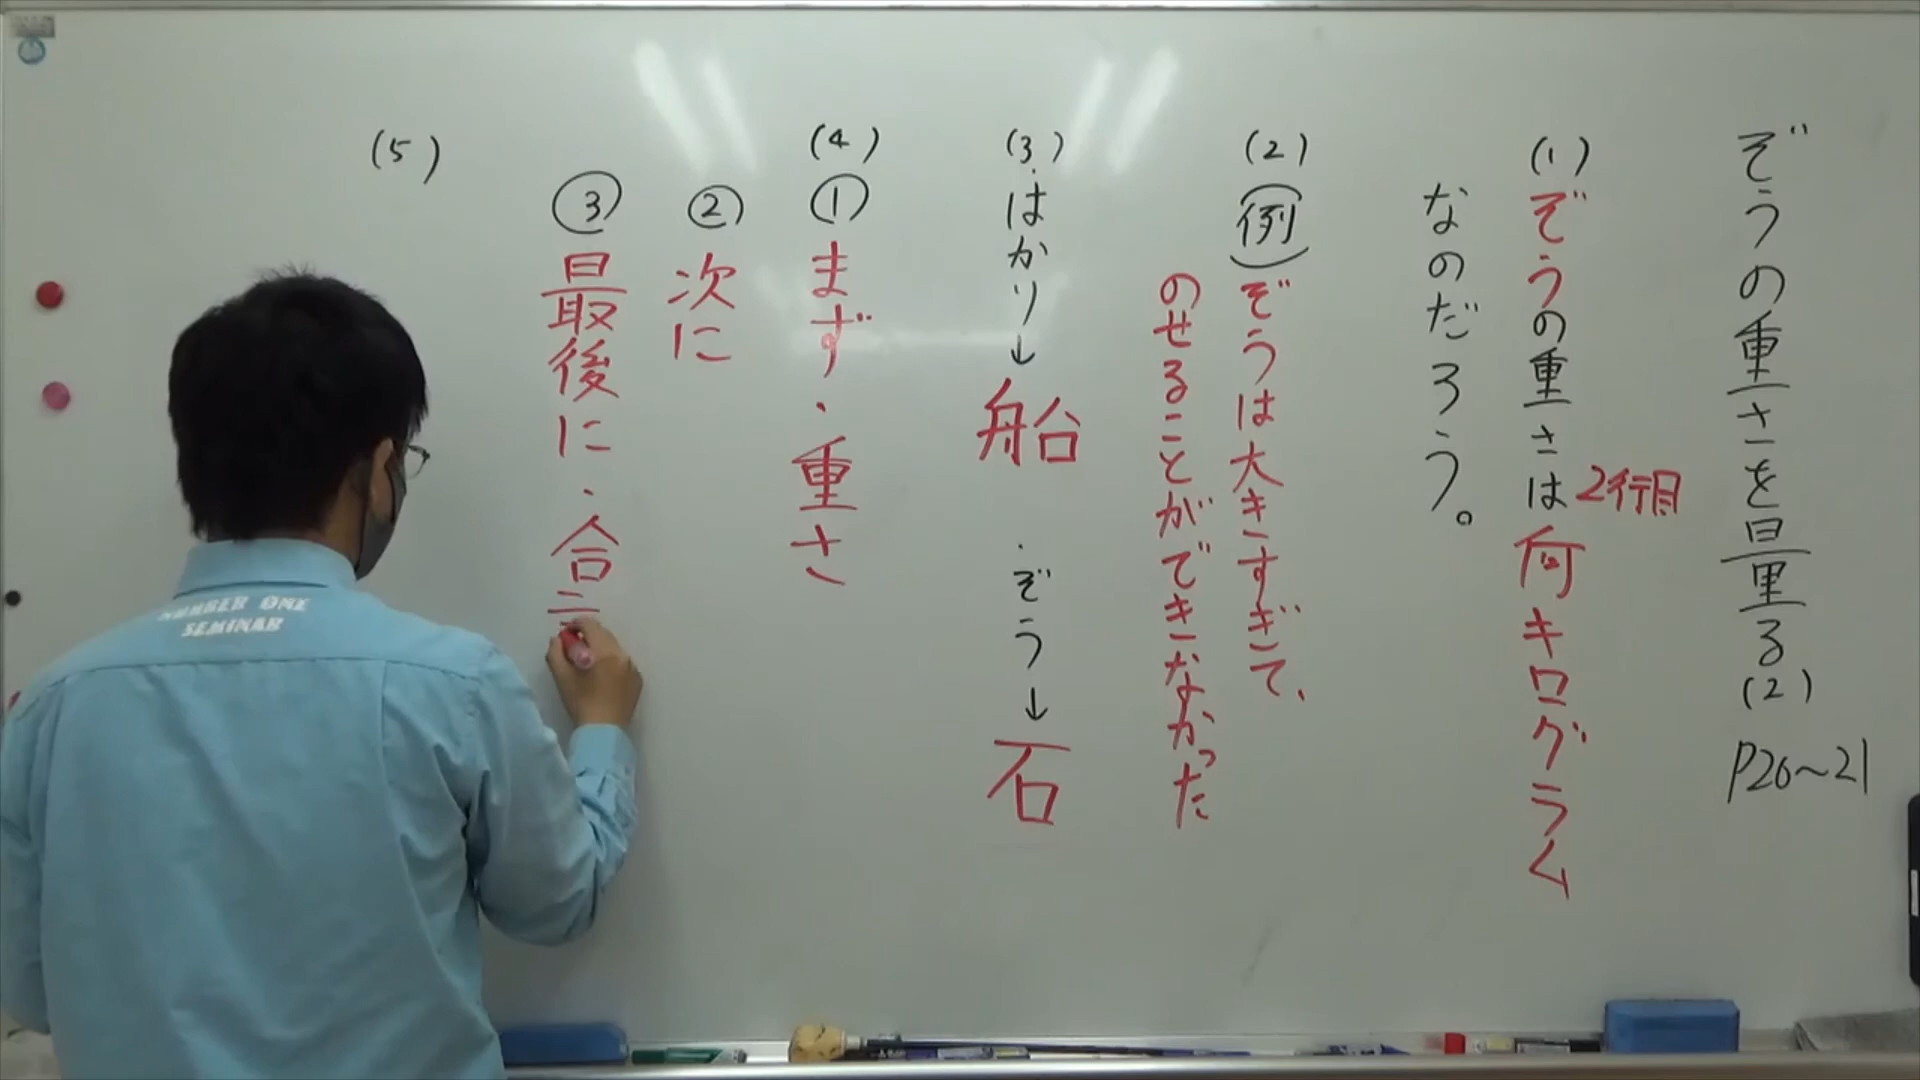 ぞうの重さを量る(2) P20~21
(1) ぞうの重さは何キログラム
2行目
なのだろう。
(2) (例) ぞうは大きすぎて、
のせることができなかった
(3) ・はかり→船 ・ぞう→石
(4) ① まず・重さ
② 次に
③ 最後に・合
(5)
NUMBER ONE
SEMINAR